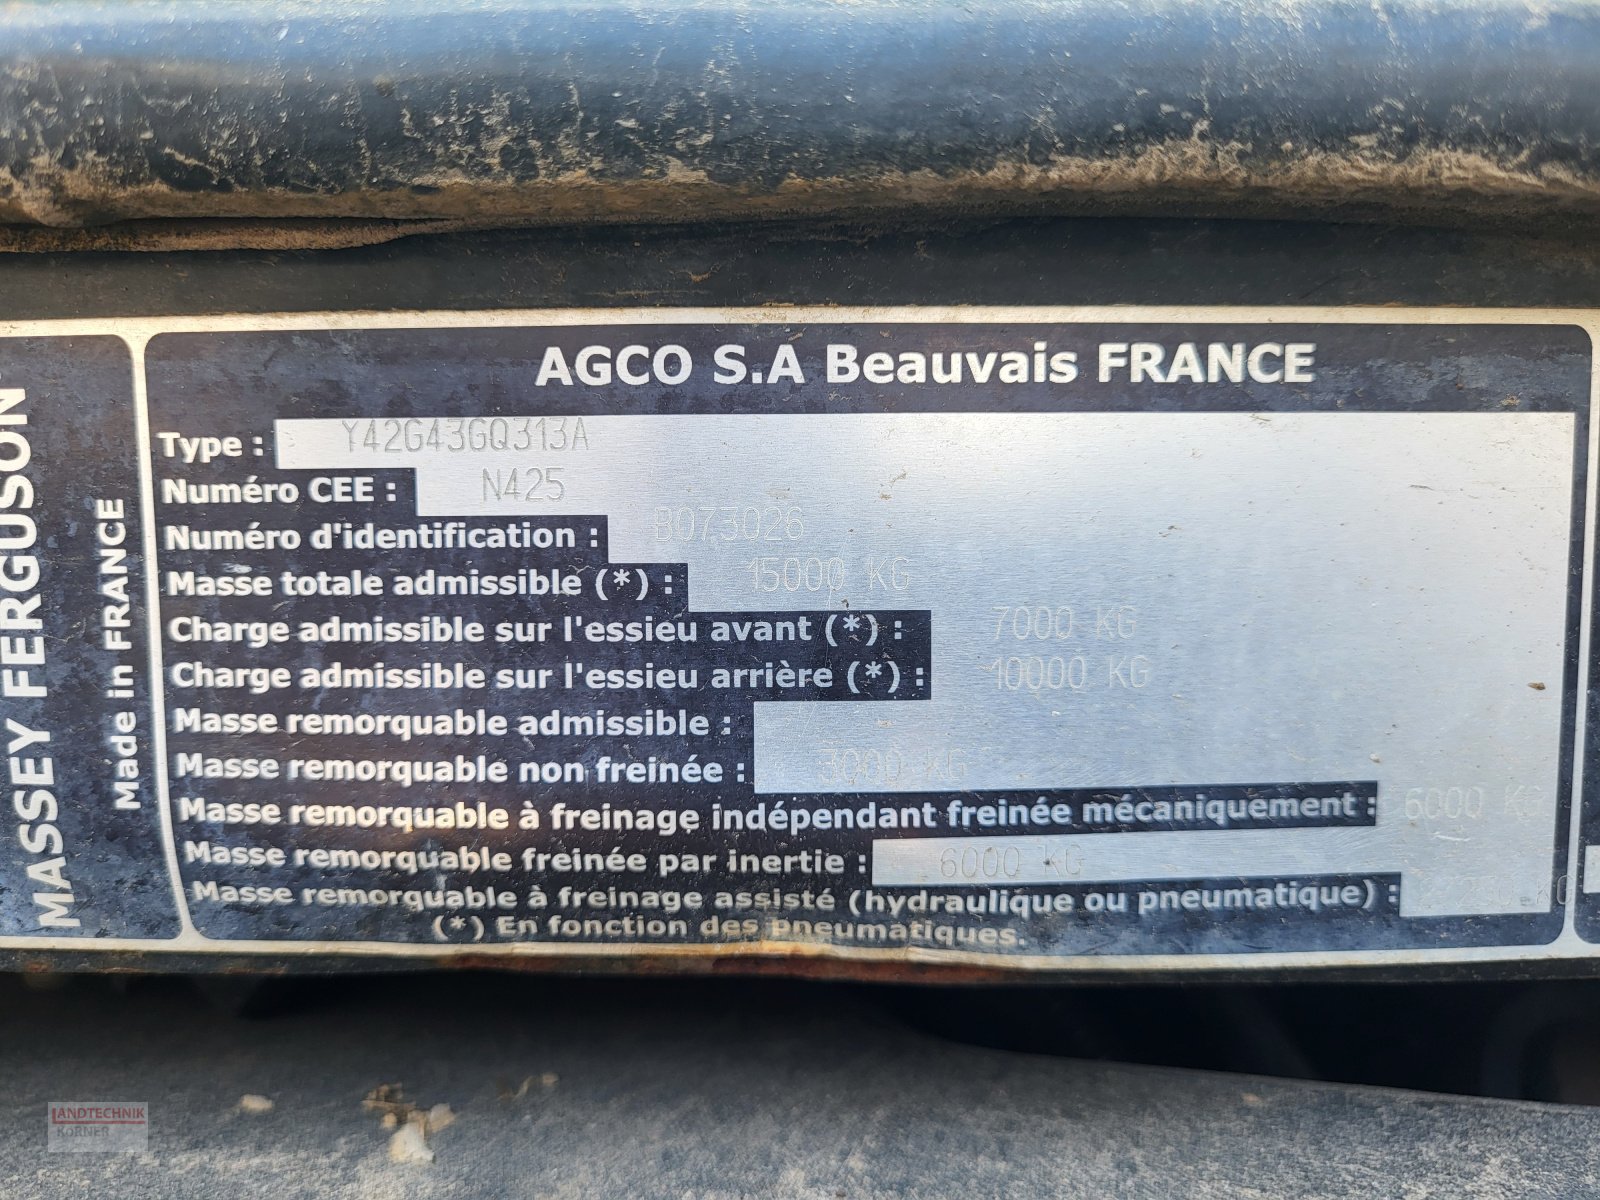 MASSEY FERGUSON
Made in FRANCE
AGCO S.A Beauvais FRANCE
Type : Y42G43GQ313A
Numéro CEE : N425
Numéro d'identification : B073026
Masse totale admissible (*) : 15000 KG
Charge admissible sur l'essieu avant (*) : 7000 KG
Charge admissible sur l'essieu arrière (*) : 10000 KG
Masse remorquable admissible :
Masse remorquable non freinée : 3000 KG
Masse remorquable à freinage indépendant freinée mécaniquement : 6000 KG
Masse remorquable freinée par inertie : 6000 KG
Masse remorquable à freinage assisté (hydraulique ou pneumatique) : KG
(*) En fonction des pneumatiques.
LANDTECHNIK
KÖRNER